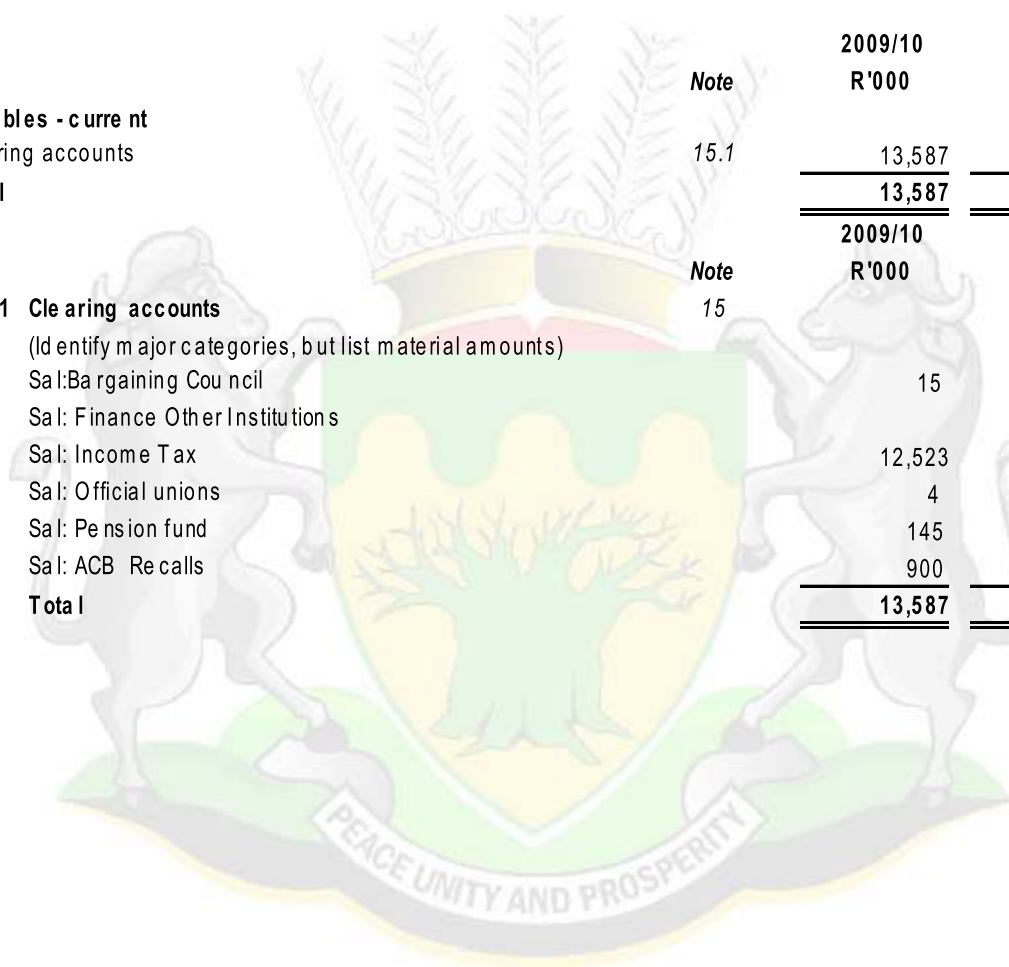 2009/10
Note R'000
bles - current
ring accounts 15.1 13,587
l 13,587
2009/10
Note R'000
1 Clearing accounts 15
(Identify major categories, but list material amounts)
Sal:Bargaining Council 15
Sal: Finance Other Institutions
Sal: Income Tax 12,523
Sal: Official unions 4
Sal: Pension fund 145
Sal: ACB Recalls 900
Total 13,587
PEACE UNITY AND PROSPERITY